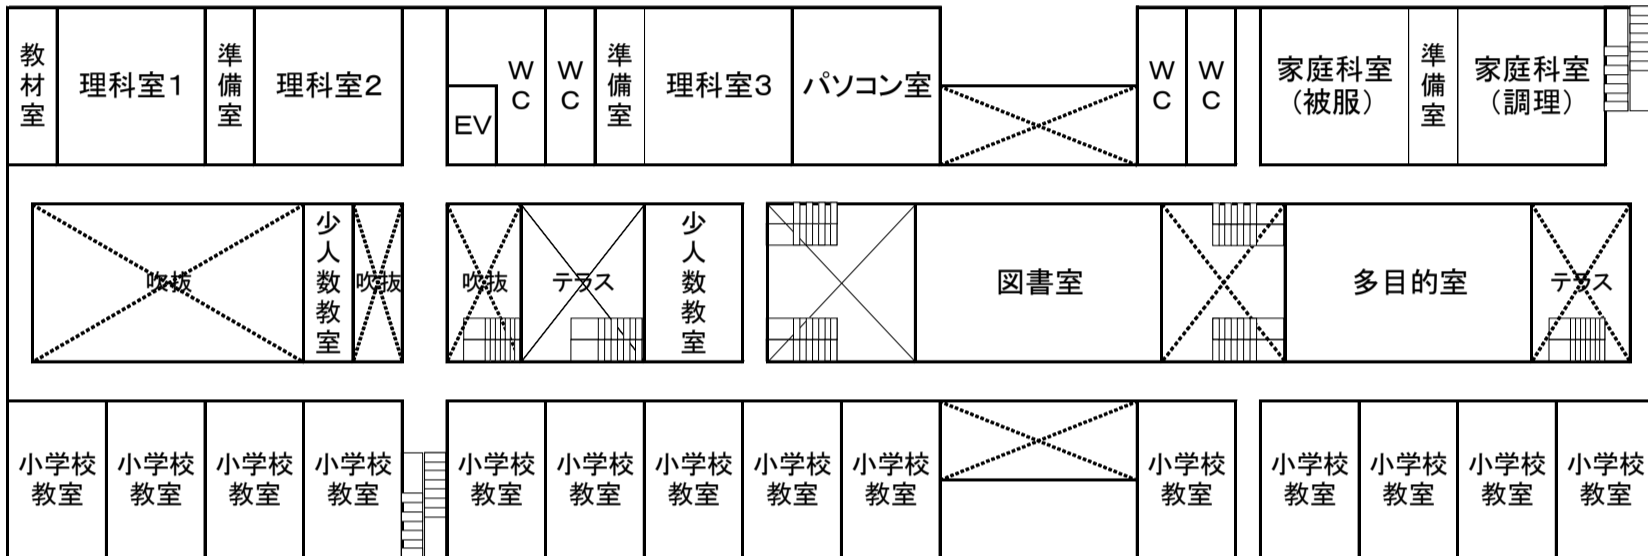 教材室
理科室1
準備室
理科室2
EV
WC
WC
準備室
理科室3
パソコン室
WC
WC
家庭科室
(被服)
準備室
家庭科室
(調理)
吹抜
少人数教室
吹抜
吹抜
テラス
少人数教室
図書室
多目的室
テラス
小学校
教室
小学校
教室
小学校
教室
小学校
教室
小学校
教室
小学校
教室
小学校
教室
小学校
教室
小学校
教室
小学校
教室
小学校
教室
小学校
教室
小学校
教室
小学校
教室